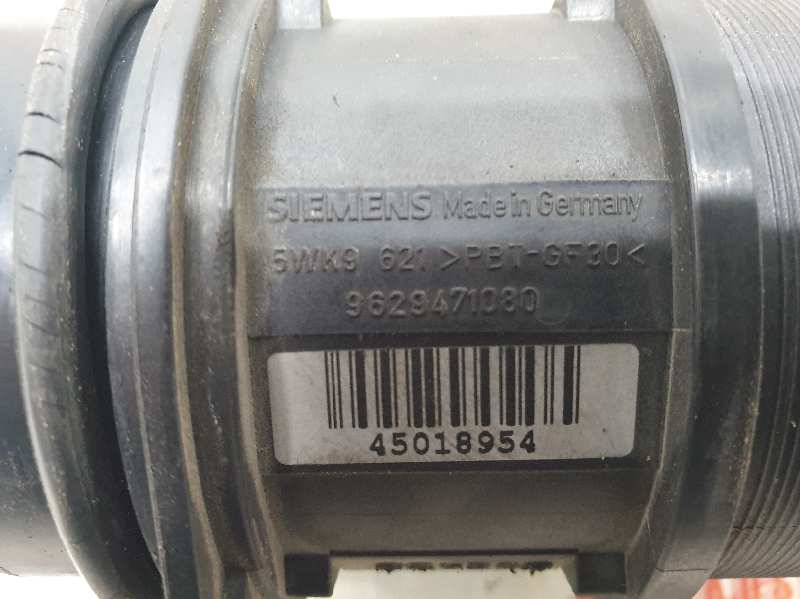 SIEMENS Made in Germany
5WK9 621 >PBT-GF30<
9629471080
45018954